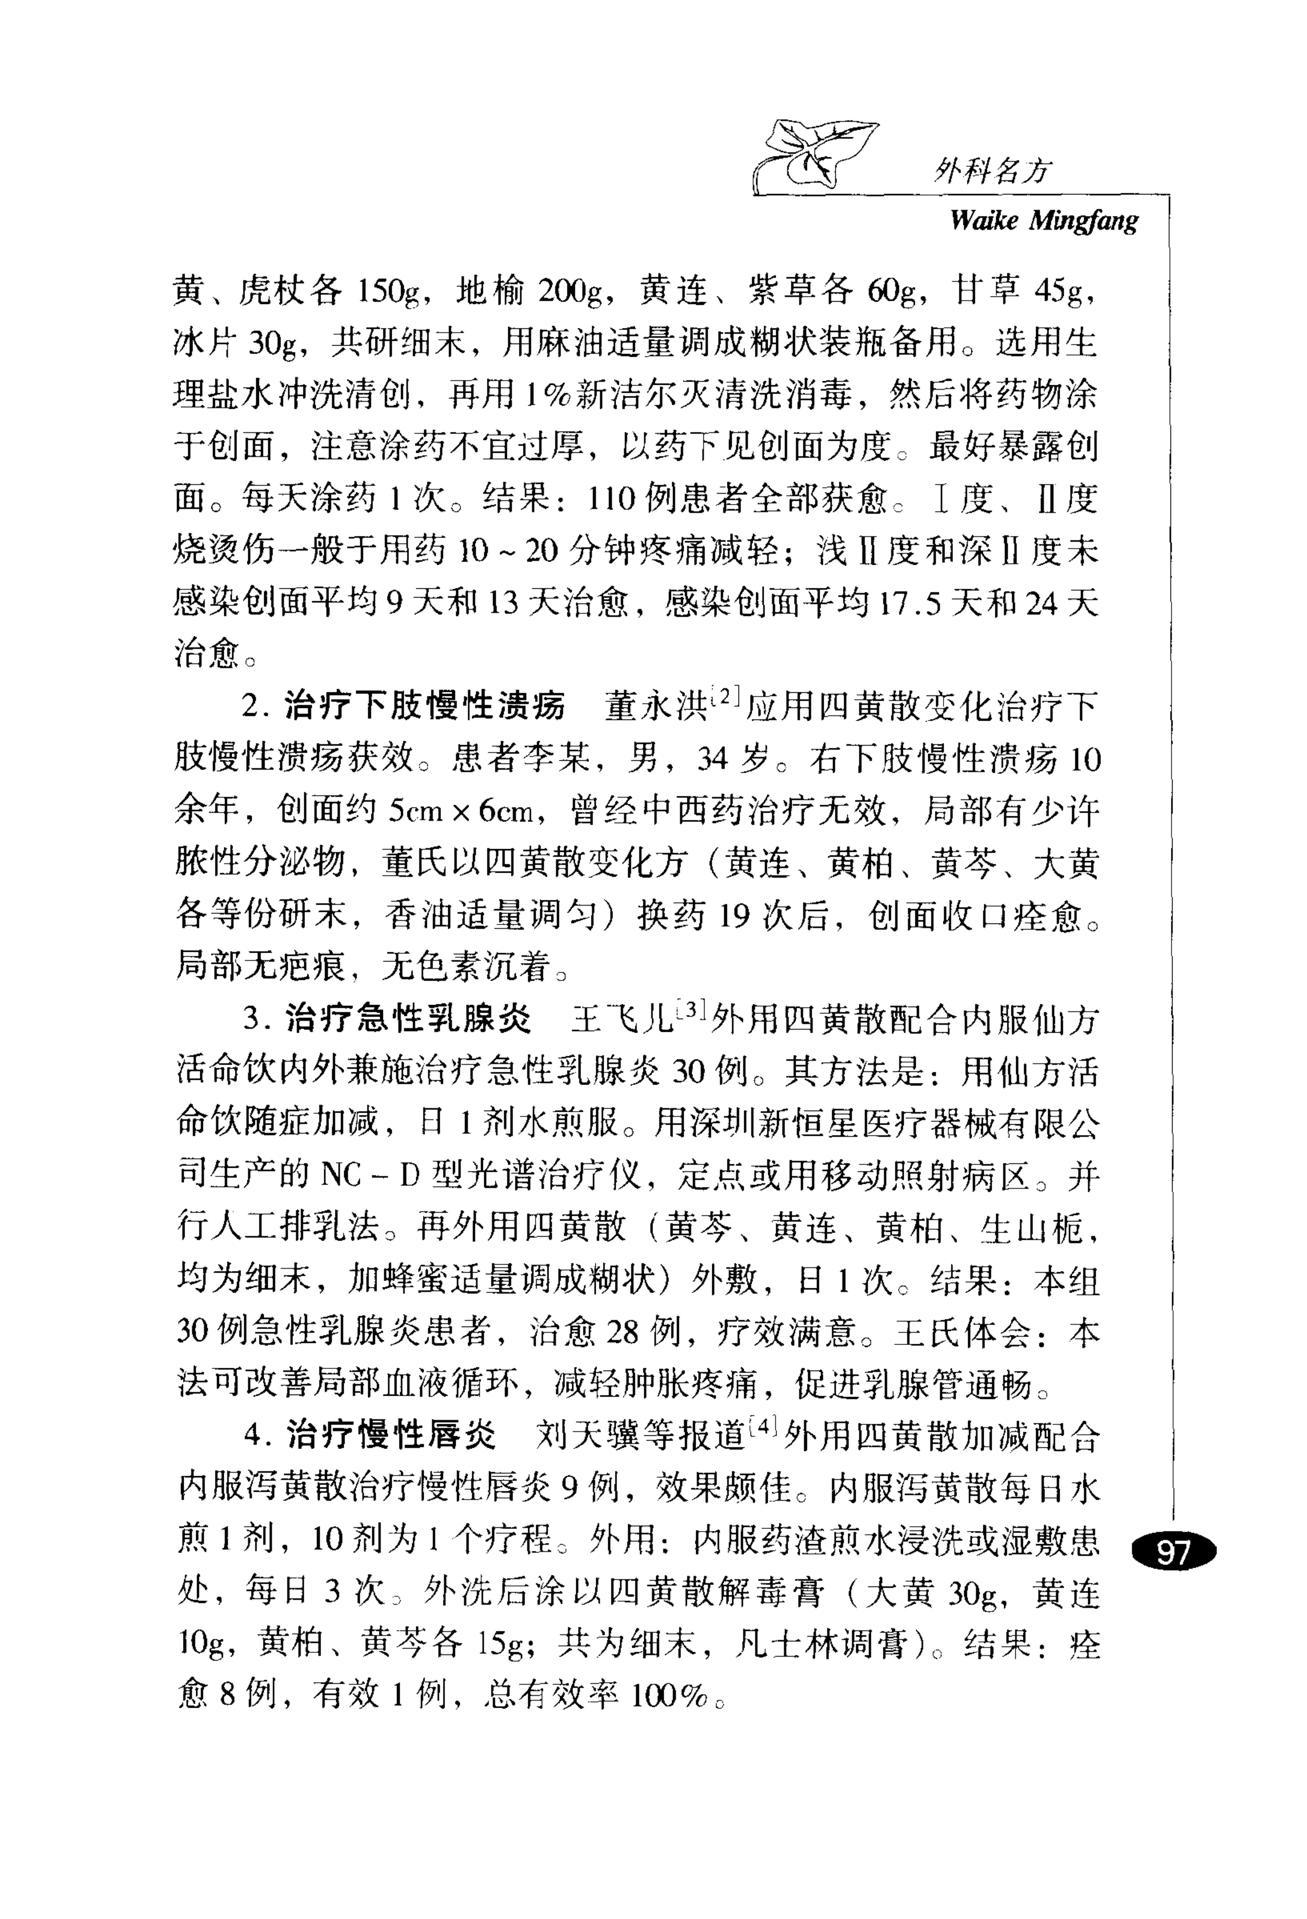 外科名方
Waike Mingfang
黄、虎杖各 150g，地榆 200g，黄连、紫草各 60g，甘草 45g，
冰片 30g，共研细末，用麻油适量调成糊状装瓶备用。选用生
理盐水冲洗清创，再用 1%新洁尔灭清洗消毒，然后将药物涂
于创面，注意涂药不宜过厚，以药下见创面为度。最好暴露创
面。每天涂药 1 次。结果：110 例患者全部获愈。Ⅰ度、Ⅱ度
烧烫伤一般于用药 10～20 分钟疼痛减轻；浅Ⅱ度和深Ⅱ度未
感染创面平均 9 天和 13 天治愈，感染创面平均 17.5 天和 24 天
治愈。
2. 治疗下肢慢性溃疡　董永洪[2]应用四黄散变化治疗下
肢慢性溃疡获效。患者李某，男，34 岁。右下肢慢性溃疡 10
余年，创面约 5cm × 6cm，曾经中西药治疗无效，局部有少许
脓性分泌物，董氏以四黄散变化方（黄连、黄柏、黄芩、大黄
各等份研末，香油适量调匀）换药 19 次后，创面收口痊愈。
局部无疤痕，无色素沉着。
3. 治疗急性乳腺炎　王飞儿[3]外用四黄散配合内服仙方
活命饮内外兼施治疗急性乳腺炎 30 例。其方法是：用仙方活
命饮随症加减，日 1 剂水煎服。用深圳新恒星医疗器械有限公
司生产的 NC－D 型光谱治疗仪，定点或用移动照射病区。并
行人工排乳法。再外用四黄散（黄芩、黄连、黄柏、生山栀，
均为细末，加蜂蜜适量调成糊状）外敷，日 1 次。结果：本组
30 例急性乳腺炎患者，治愈 28 例，疗效满意。王氏体会：本
法可改善局部血液循环，减轻肿胀疼痛，促进乳腺管通畅。
4. 治疗慢性唇炎　刘天骥等报道[4]外用四黄散加减配合
内服泻黄散治疗慢性唇炎 9 例，效果颇佳。内服泻黄散每日水
煎 1 剂，10 剂为 1 个疗程。外用：内服药渣煎水浸洗或湿敷患
处，每日 3 次。外洗后涂以四黄散解毒膏（大黄 30g，黄连
10g，黄柏、黄芩各 15g；共为细末，凡士林调膏）。结果：痊
愈 8 例，有效 1 例，总有效率 100%。
97